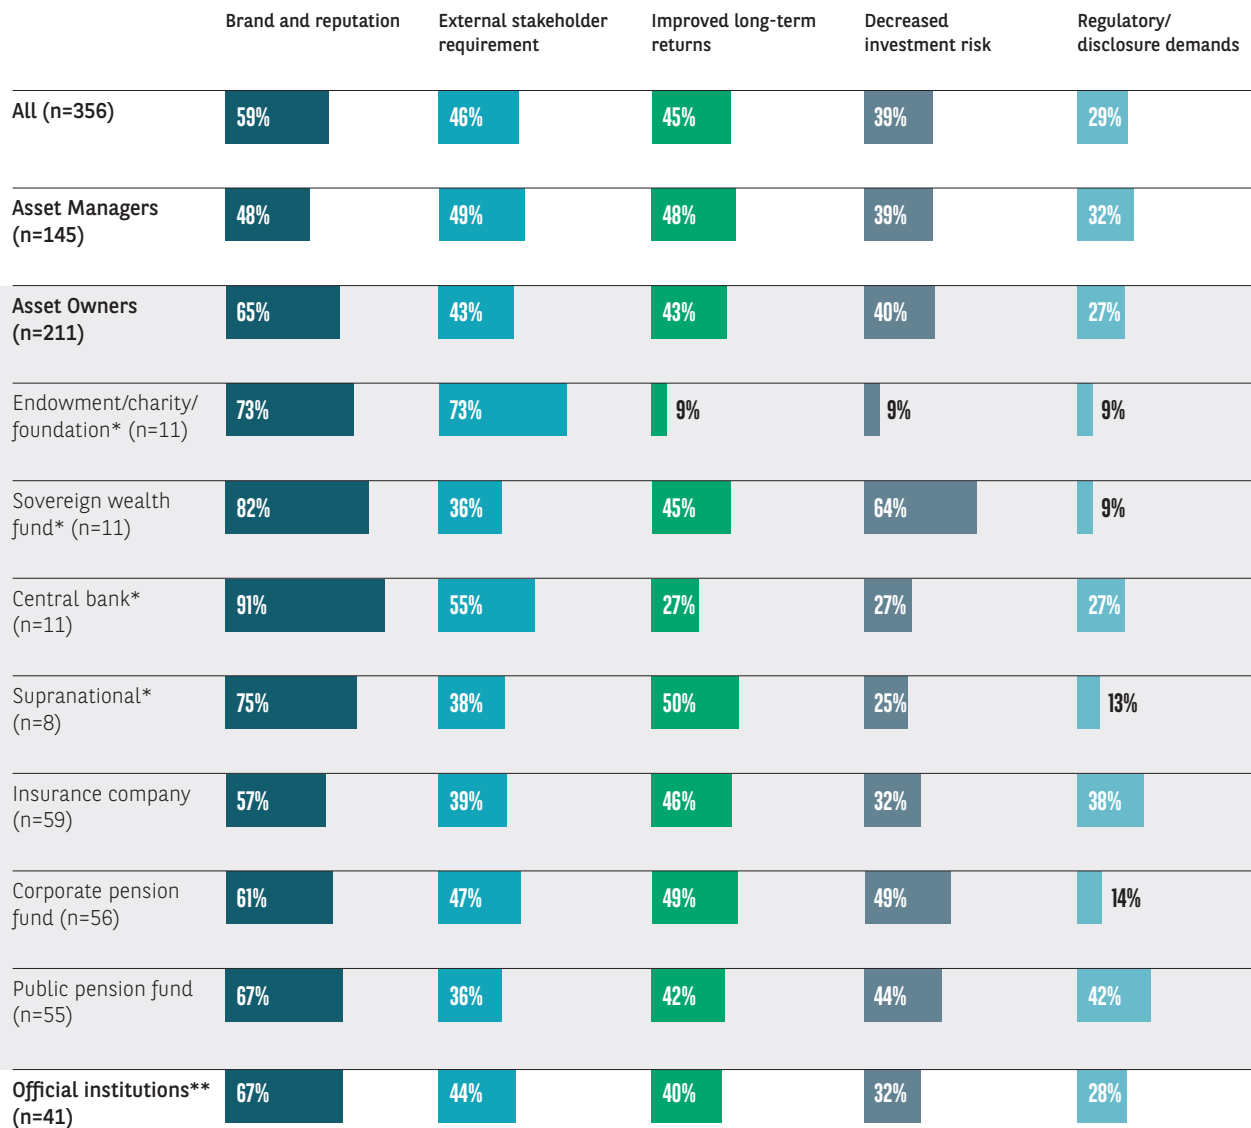 Brand and reputation
External stakeholder
requirement
Improved long-term
returns
Decreased
investment risk
Regulatory/
disclosure demands
All (n=356)
59%
46%
45%
39%
29%
Asset Managers
(n=145)
48%
49%
48%
39%
32%
Asset Owners
(n=211)
65%
43%
43%
40%
27%
Endowment/charity/
foundation* (n=11)
73%
73%
9%
9%
9%
Sovereign wealth
fund* (n=11)
82%
36%
45%
64%
9%
Central bank*
(n=11)
91%
55%
27%
27%
27%
Supranational*
(n=8)
75%
38%
50%
25%
13%
Insurance company
(n=59)
57%
39%
46%
32%
38%
Corporate pension
fund (n=56)
61%
47%
49%
49%
14%
Public pension fund
(n=55)
67%
36%
42%
44%
42%
Official institutions**
(n=41)
67%
44%
40%
32%
28%